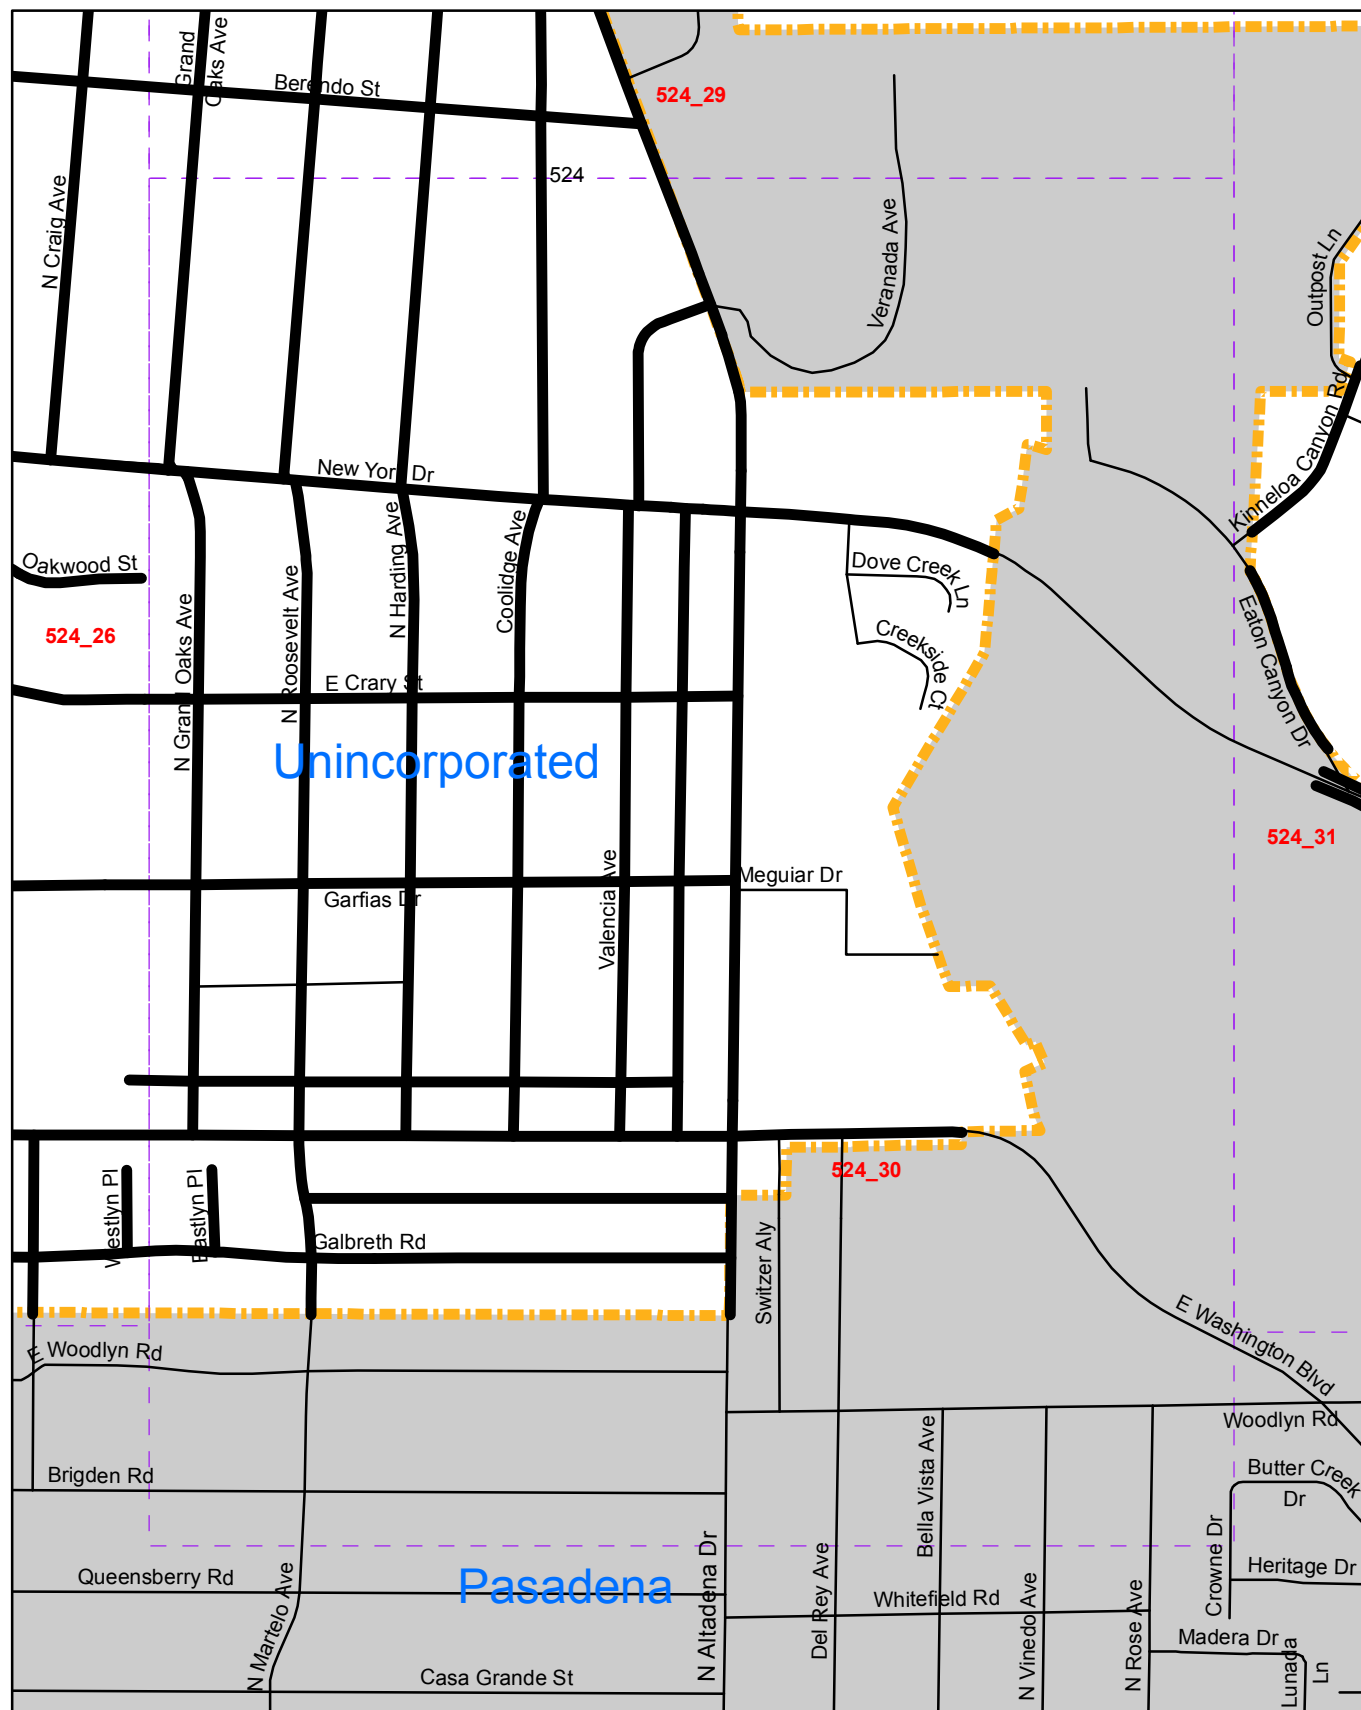 Grand
Oaks Ave
Berendo St
524_29
524
N Craig Ave
Veranada Ave
Outpost Ln
Kinneloa Canyon Rd
New York Dr
Oakwood St
N Harding Ave
Coolidge Ave
Dove Creek Ln
N Roosevelt Ave
N Grand Oaks Ave
524_26
Creekside Ct
Eaton Canyon Dr
E Crary St
Unincorporated
524_31
Meguiar Dr
Garfias Dr
Valencia Ave
524_30
Westlyn Pl
Eastlyn Pl
Galbreth Rd
Switzer Aly
E Woodlyn Rd
E Washington Blvd
Woodlyn Rd
Brigden Rd
Bella Vista Ave
Butter Creek
Dr
Crowne Dr
Heritage Dr
Queensberry Rd
Pasadena
N Altadena Dr
Del Rey Ave
Whitefield Rd
N Vinedo Ave
N Rose Ave
N Martelo Ave
Madera Dr
Casa Grande St
Lunada
Ln